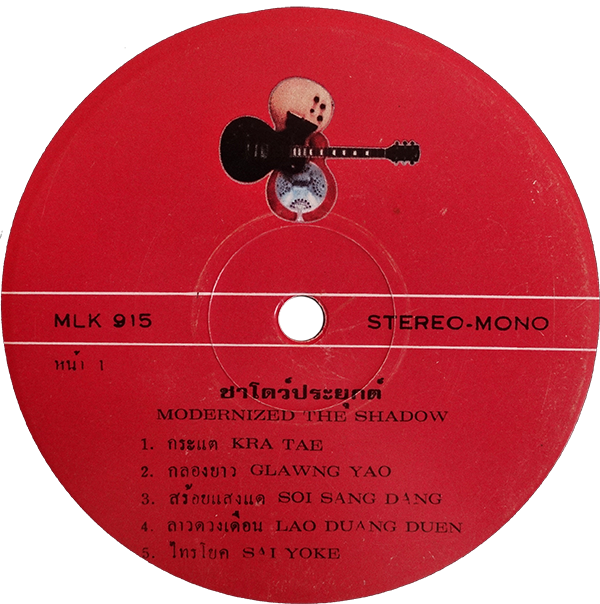 MLK 915
STEREO-MONO
หน้า 1
ชาโดว์ประยุกต์
MODERNIZED THE SHADOW
1. กระแต KRA TAE
2. กลองยาว GLAWNG YAO
3. สร้อยแสงแด SOI SANG DANG
4. ลาวดวงเดือน LAO DUANG DUEN
5. ไทรโยค SAI YOKE